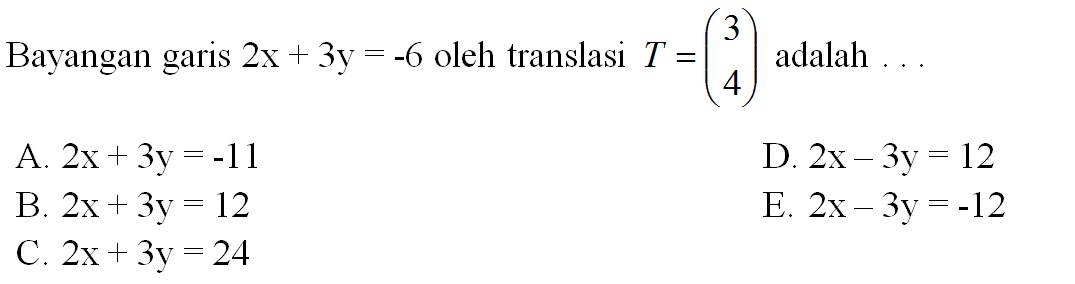 Bayangan garis 2x + 3y = -6 oleh translasi T = (3 4) adalah . . .
A. 2x + 3y = -11
B. 2x + 3y = 12
C. 2x + 3y = 24
D. 2x – 3y = 12
E. 2x – 3y = -12